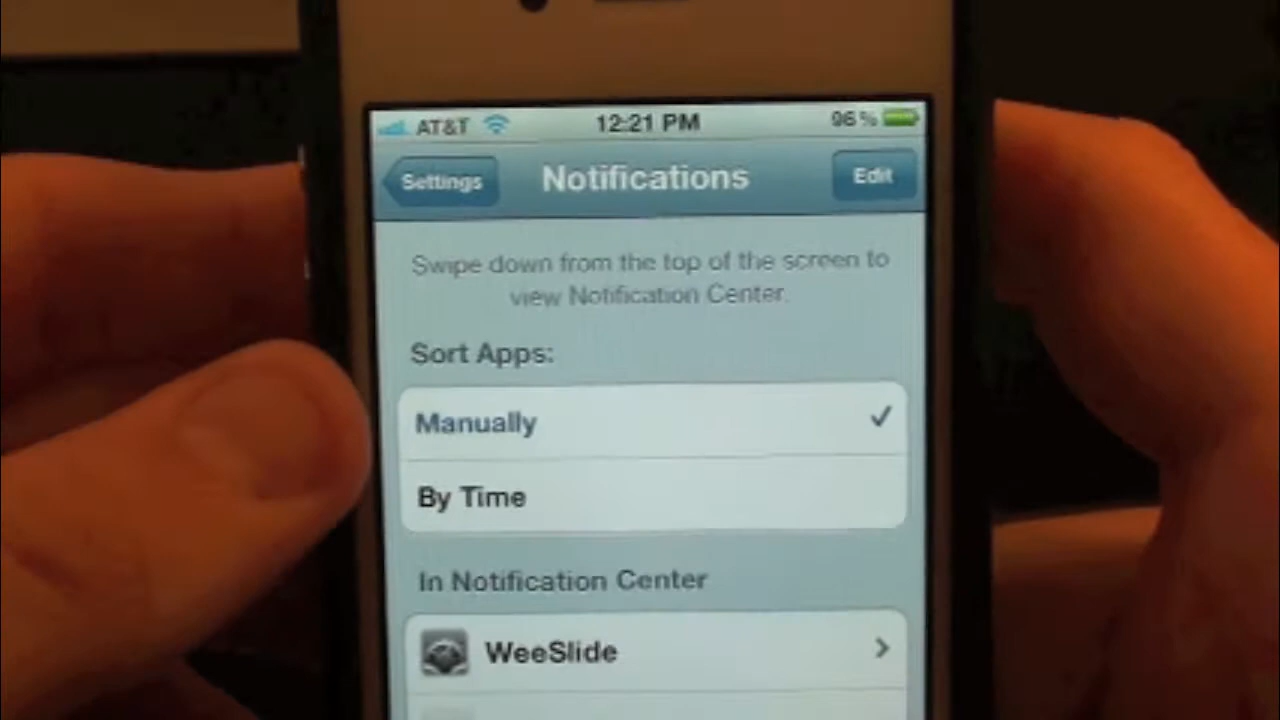 AT&T 12:21 PM 96%
Settings Notifications Edit
Swipe down from the top of the screen to
view Notification Center.
Sort Apps:
Manually
By Time
In Notification Center
WeeSlide